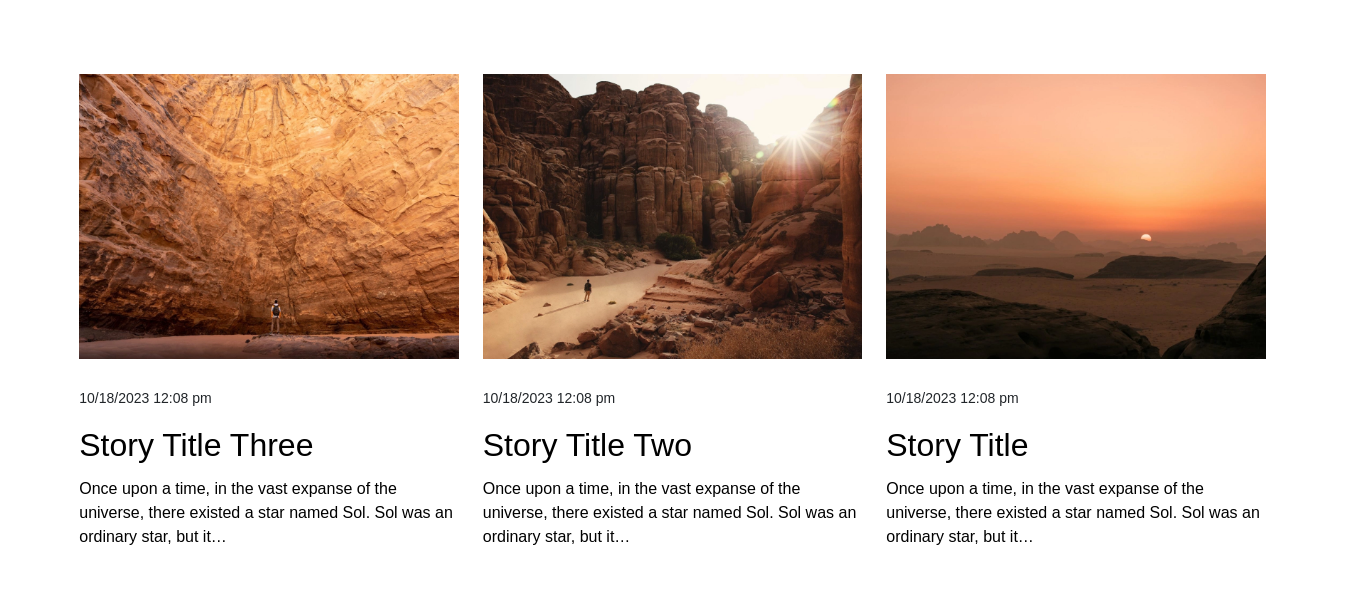 10/18/2023 12:08 pm
Story Title Three
Once upon a time, in the vast expanse of the
universe, there existed a star named Sol. Sol was an
ordinary star, but it…
10/18/2023 12:08 pm
Story Title Two
Once upon a time, in the vast expanse of the
universe, there existed a star named Sol. Sol was an
ordinary star, but it…
10/18/2023 12:08 pm
Story Title
Once upon a time, in the vast expanse of the
universe, there existed a star named Sol. Sol was an
ordinary star, but it…